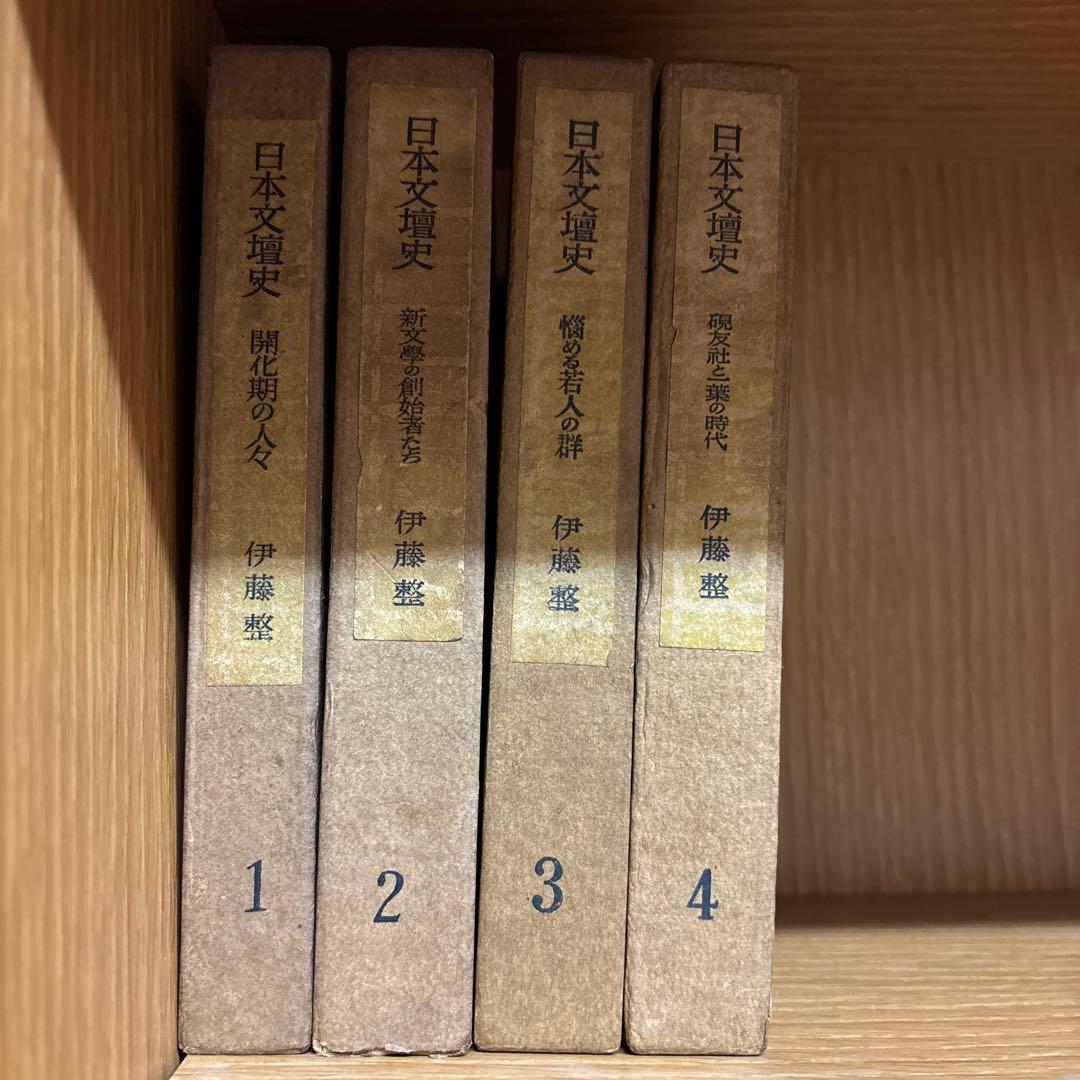 日本文壇史 開化期の人々 伊藤整
1
日本文壇史 新文學の創始者たち 伊藤整
2
日本文壇史 惱める若人の群 伊藤整
3
日本文壇史 硯友社と一葉の時代 伊藤整
4